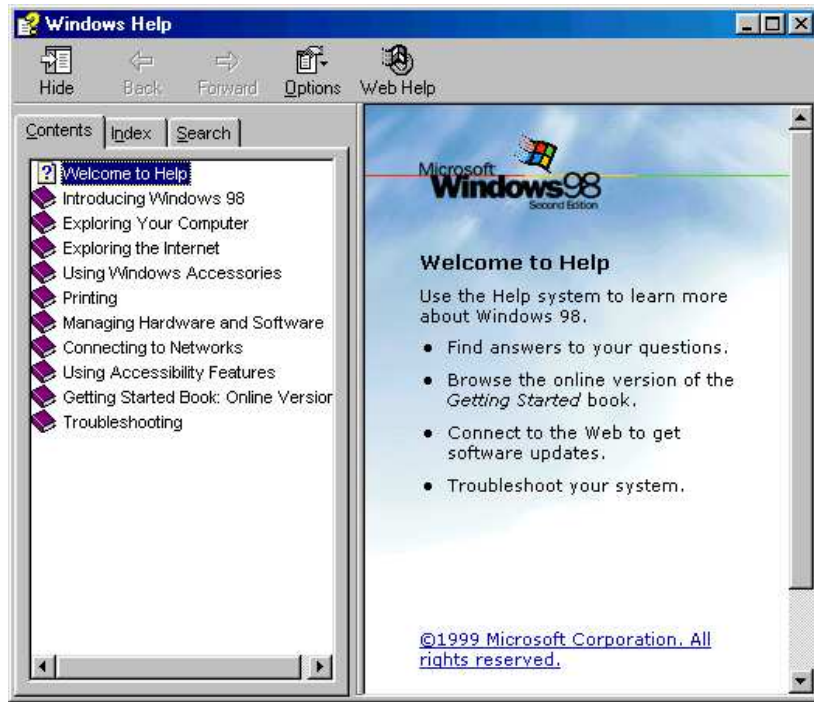 Windows Help
Hide Back Forward Options Web Help
Contents Index Search
Welcome to Help
Introducing Windows 98
Exploring Your Computer
Exploring the Internet
Using Windows Accessories
Printing
Managing Hardware and Software
Connecting to Networks
Using Accessibility Features
Getting Started Book: Online Version
Troubleshooting
Microsoft
Windows98
Second Edition
Welcome to Help
Use the Help system to learn more
about Windows 98.
• Find answers to your questions.
• Browse the online version of the
Getting Started book.
• Connect to the Web to get
software updates.
• Troubleshoot your system.
©1999 Microsoft Corporation. All
rights reserved.